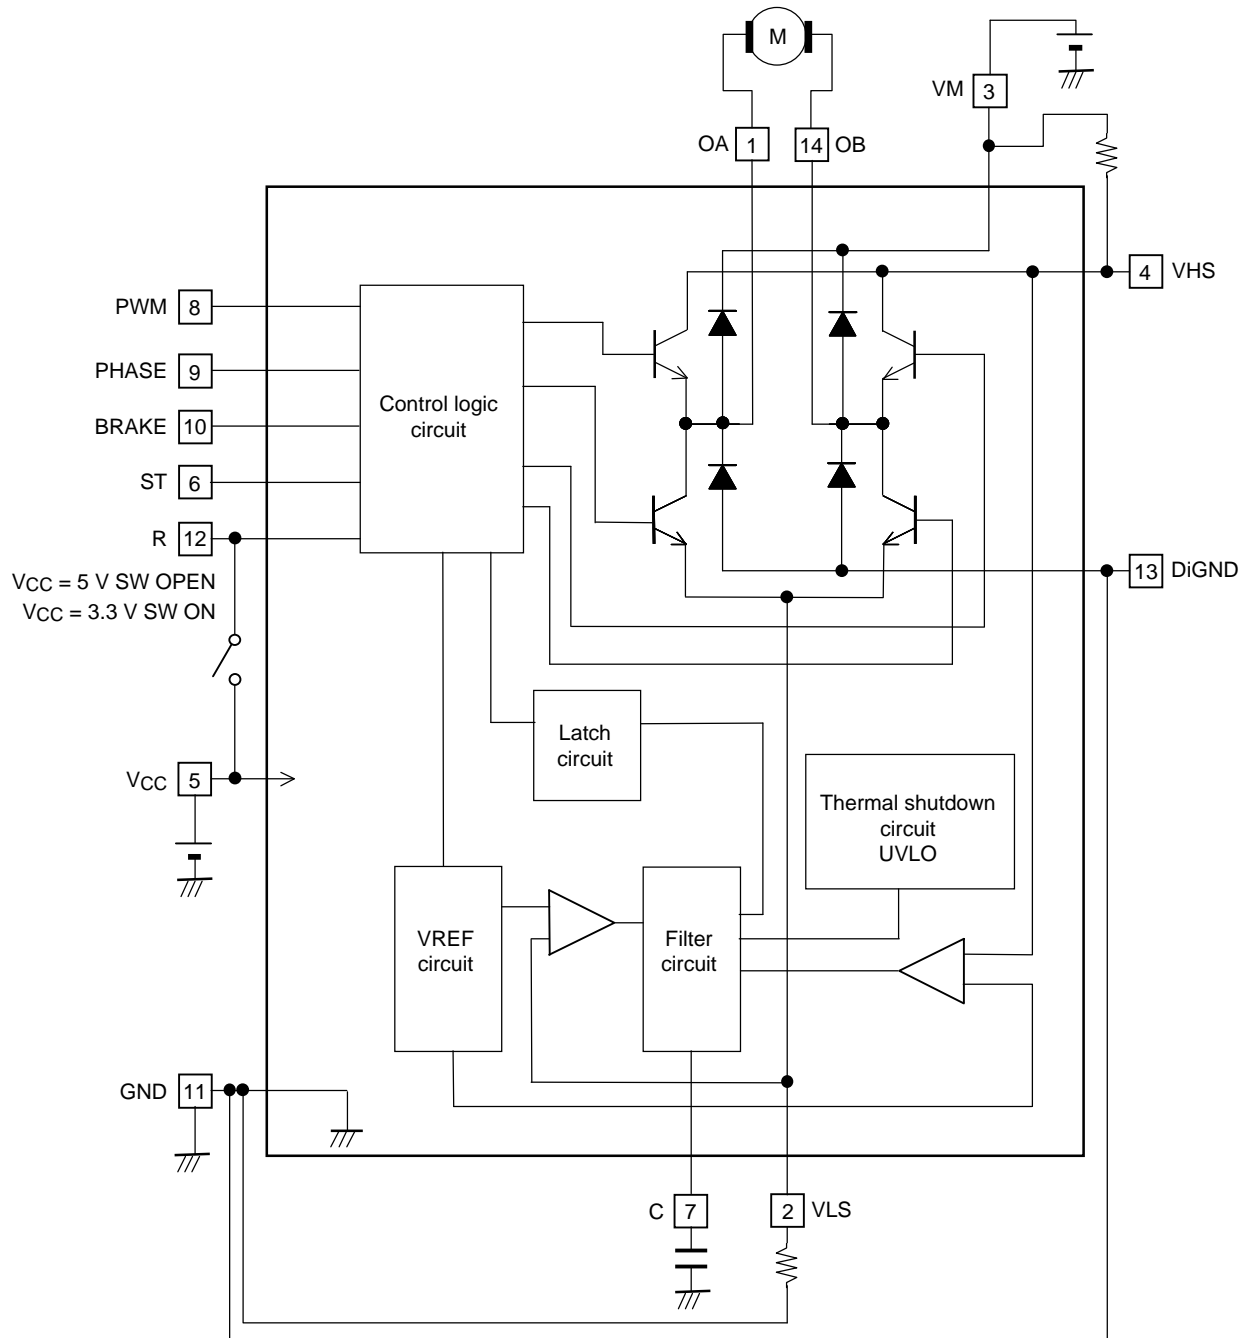 M
VM 3
OA 1
14 OB
4 VHS
PWM 8
PHASE 9
BRAKE 10
ST 6
R 12
VCC = 5 V SW OPEN
VCC = 3.3 V SW ON
Control logic
circuit
13 DiGND
Latch
circuit
VCC 5
Thermal shutdown
circuit
UVLO
VREF
circuit
Filter
circuit
GND 11
C 7
2 VLS